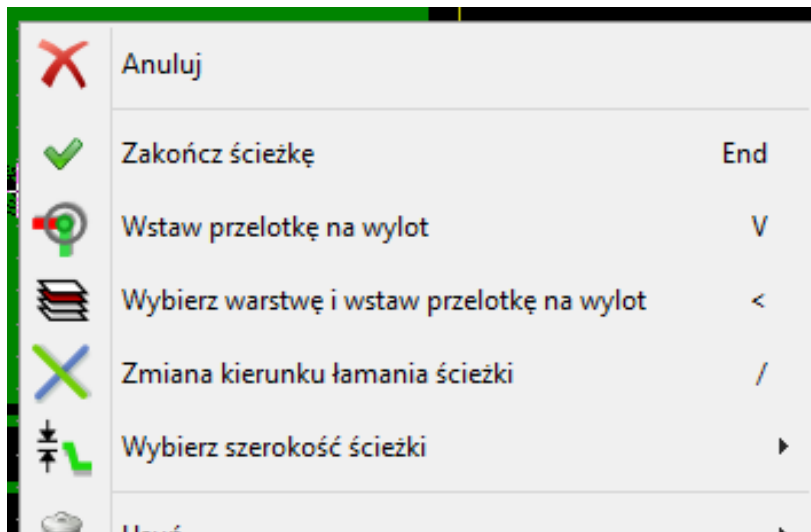 Anuluj
Zakończ ścieżkę End
Wstaw przelotkę na wylot V
Wybierz warstwę i wstaw przelotkę na wylot <
Zmiana kierunku łamania ścieżki /
Wybierz szerokość ścieżki